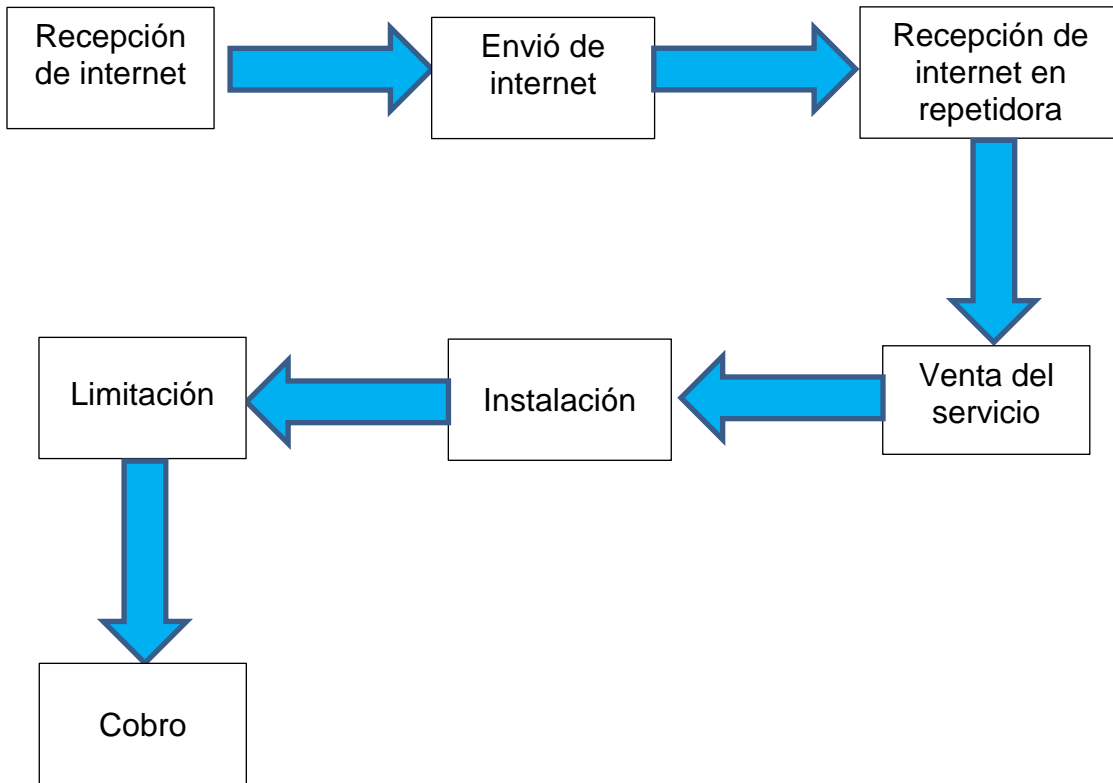 Recepción
de internet
Envió de
internet
Recepción de
internet en
repetidora
Venta del
servicio
Instalación
Limitación
Cobro